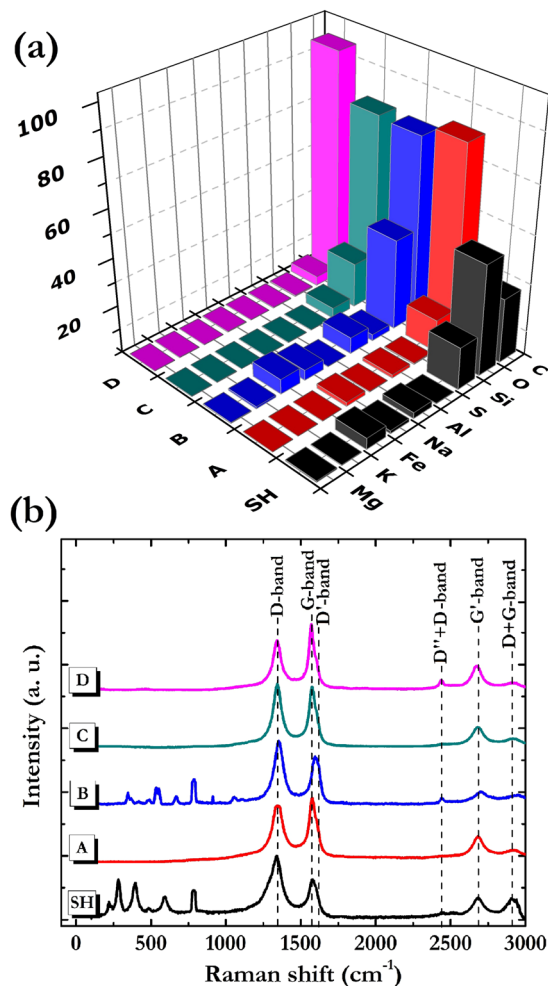 (a)
100
80
60
40
20
D
C
B
A
SH
Mg
K
Fe
Na
Al
S
Si
O
C
(b)
D-band
G-band
D'-band
D''+D-band
G'-band
D+G-band
D
C
B
A
SH
Intensity (a. u.)
0 500 1000 1500 2000 2500 3000
Raman shift (cm⁻¹)